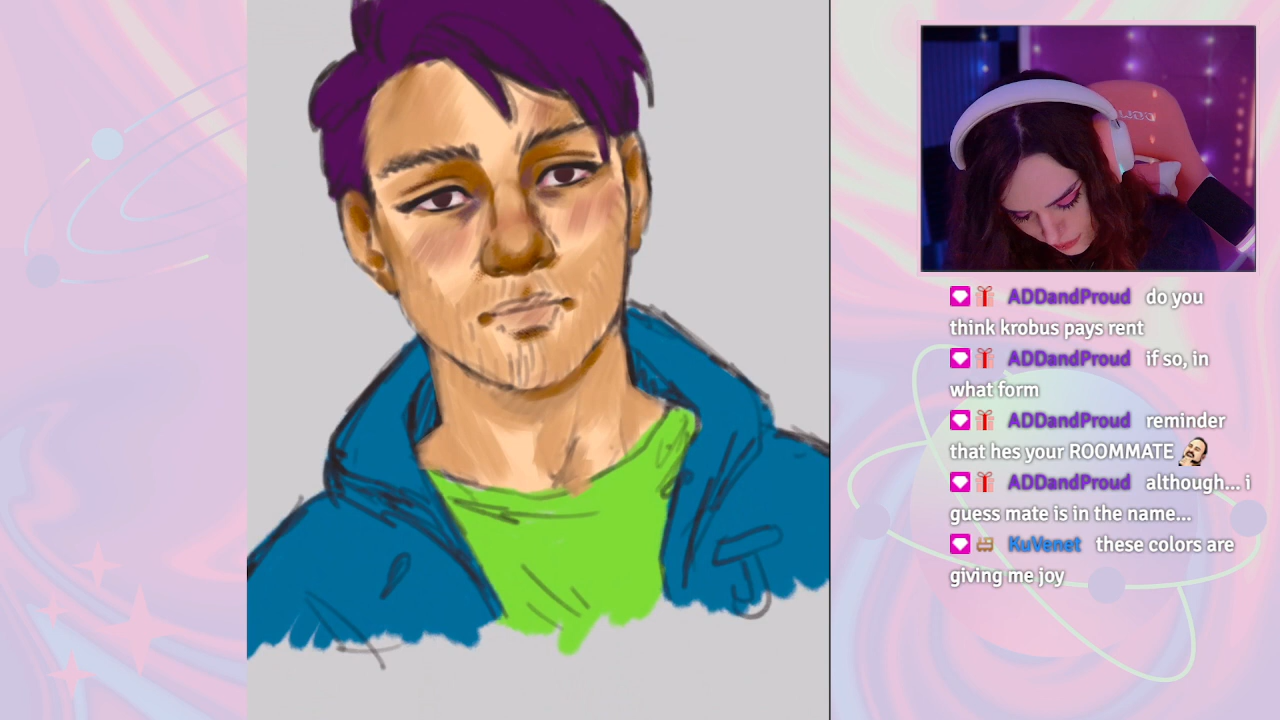 ADDandProud do you
think krobus pays rent
ADDandProud if so, in
what form
ADDandProud reminder
that hes your ROOMMATE
ADDandProud although... i
guess mate is in the name...
KuVenet these colors are
giving me joy